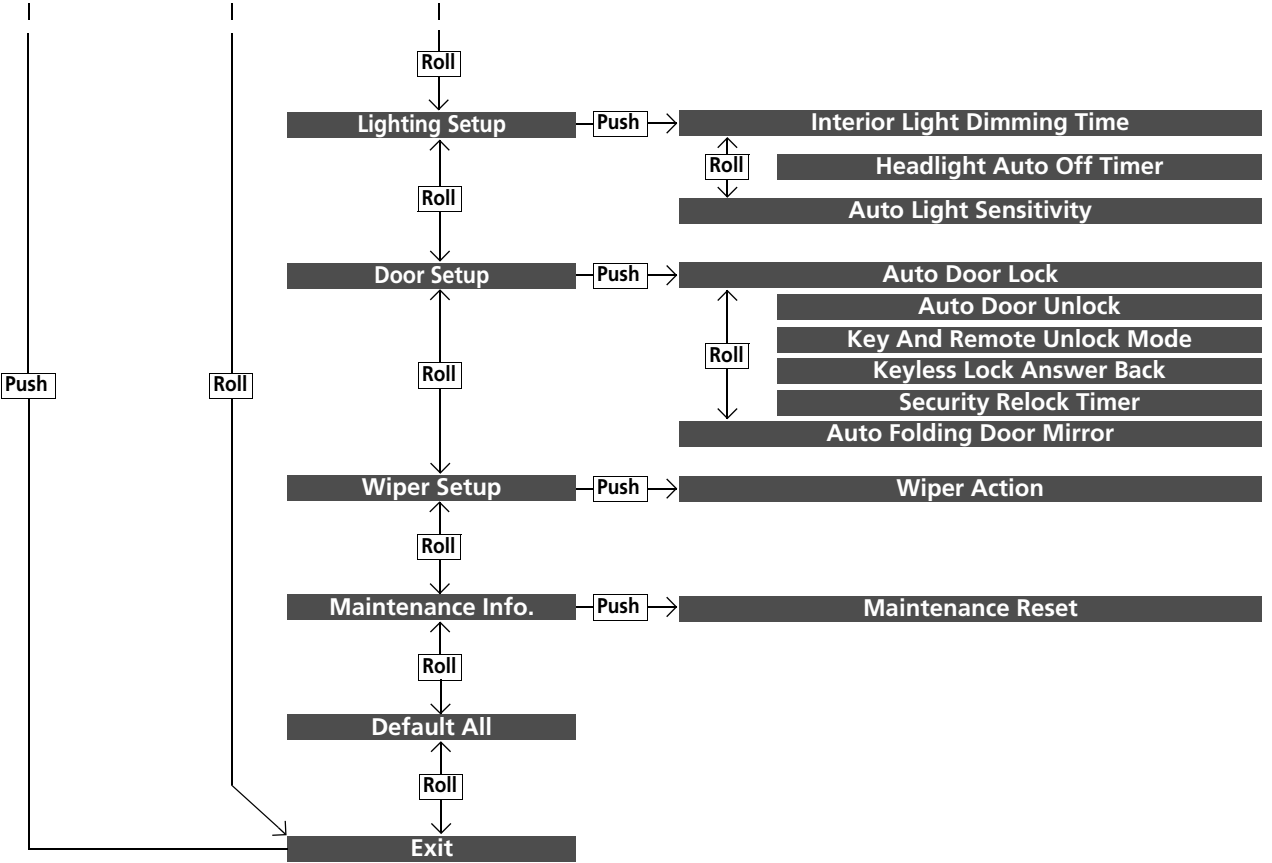 Roll
Lighting Setup
Push
Interior Light Dimming Time
Roll
Headlight Auto Off Timer
Auto Light Sensitivity
Roll
Door Setup
Push
Auto Door Lock
Auto Door Unlock
Key And Remote Unlock Mode
Roll
Keyless Lock Answer Back
Security Relock Timer
Auto Folding Door Mirror
Push
Roll
Roll
Wiper Setup
Push
Wiper Action
Roll
Maintenance Info.
Push
Maintenance Reset
Roll
Default All
Roll
Exit